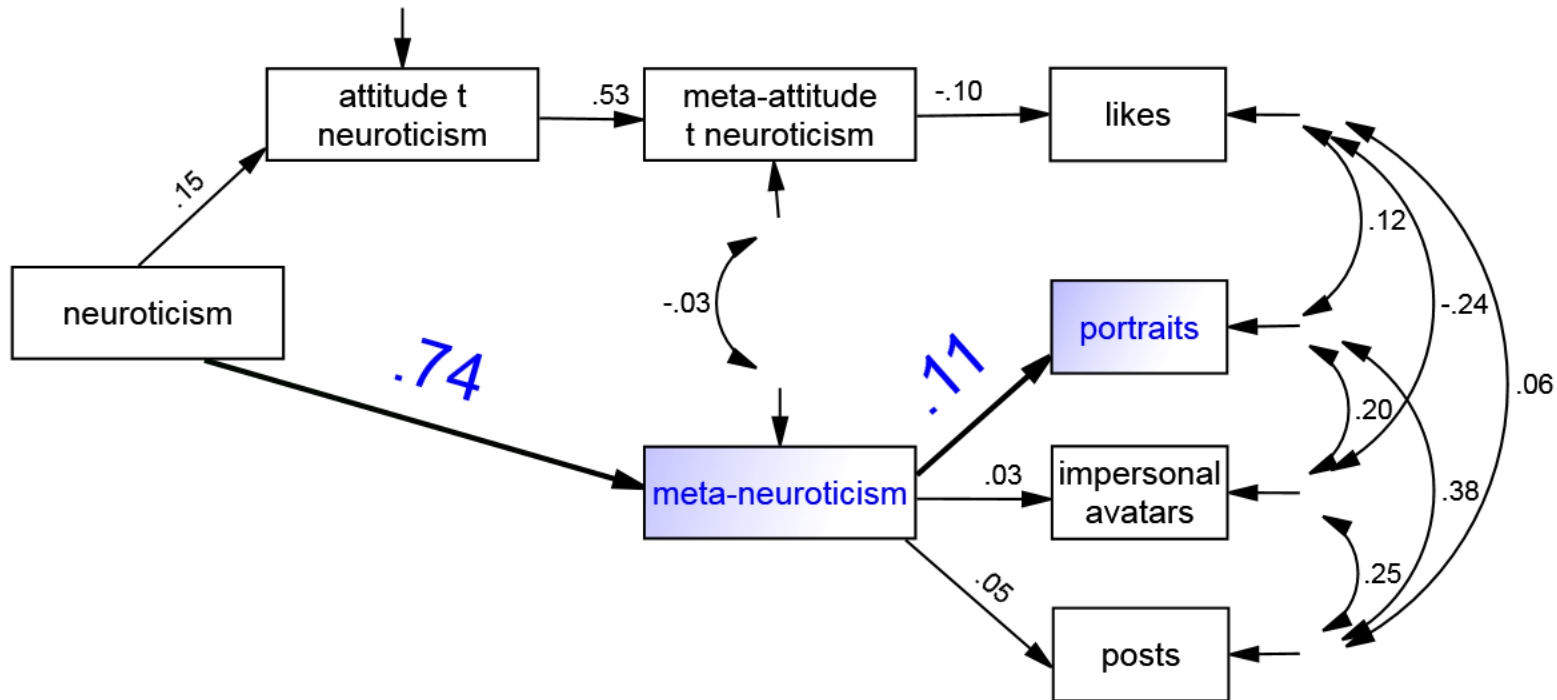 attitude t
neuroticism
.53
meta-attitude
t neuroticism
-.10
likes
.15
.12
neuroticism
-.03
-.24
portraits
.74
.11
.06
.20
meta-neuroticism
.03
impersonal
avatars
.38
.05
.25
posts